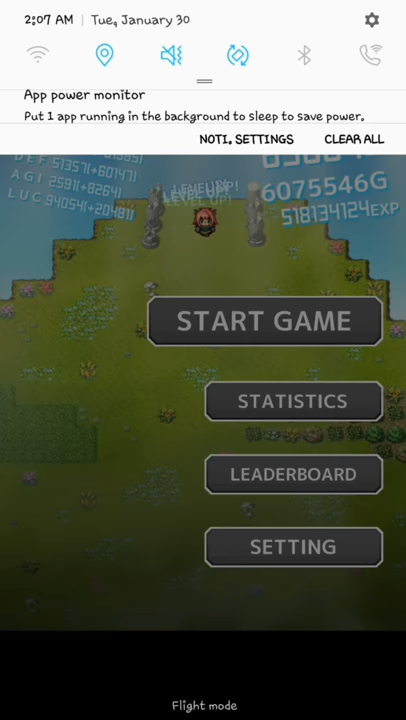 2:07 AM | Tue, January 30
App power monitor
Put 1 app running in the background to sleep to save power.
NOTI. SETTINGS CLEAR ALL
DEF 51357(+60147)
AGI 2591(+8264)
LUC 94054(+20481)
LEVEL UP!
6075546G
518134124EXP
START GAME
STATISTICS
LEADERBOARD
SETTING
Flight mode